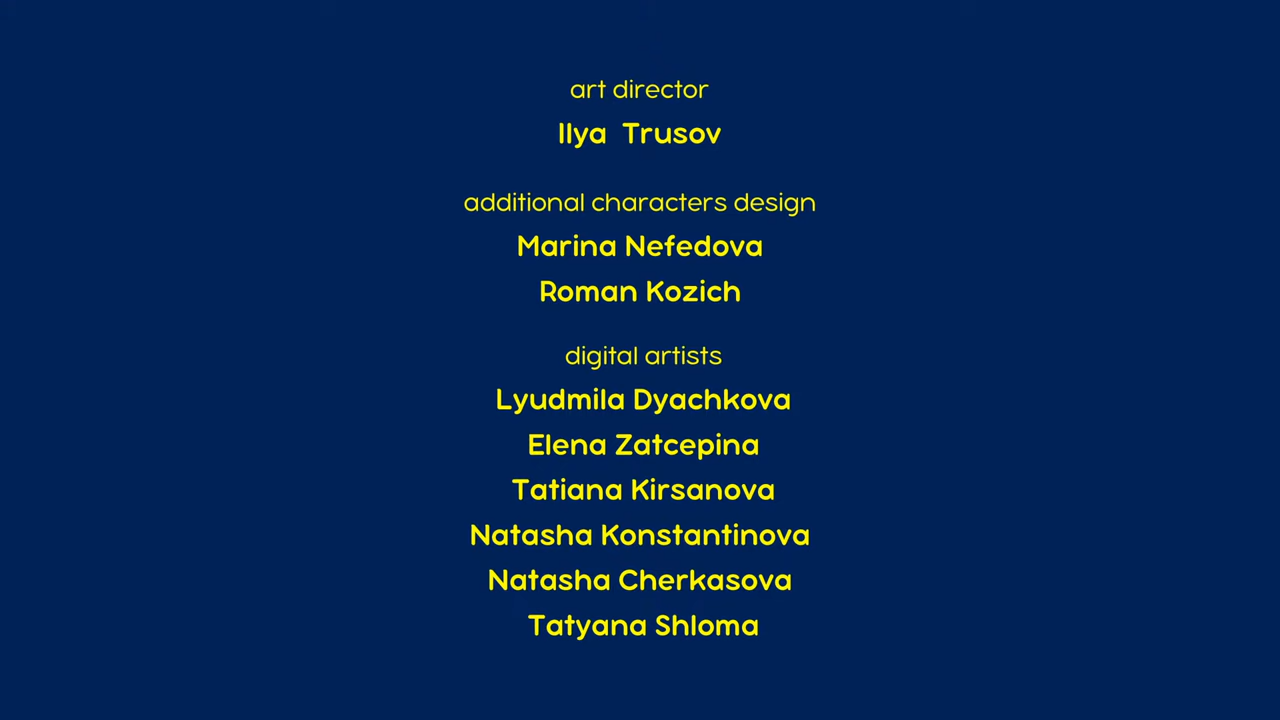 art director
Ilya Trusov
additional characters design
Marina Nefedova
Roman Kozich
digital artists
Lyudmila Dyachkova
Elena Zatcepina
Tatiana Kirsanova
Natasha Konstantinova
Natasha Cherkasova
Tatyana Shloma